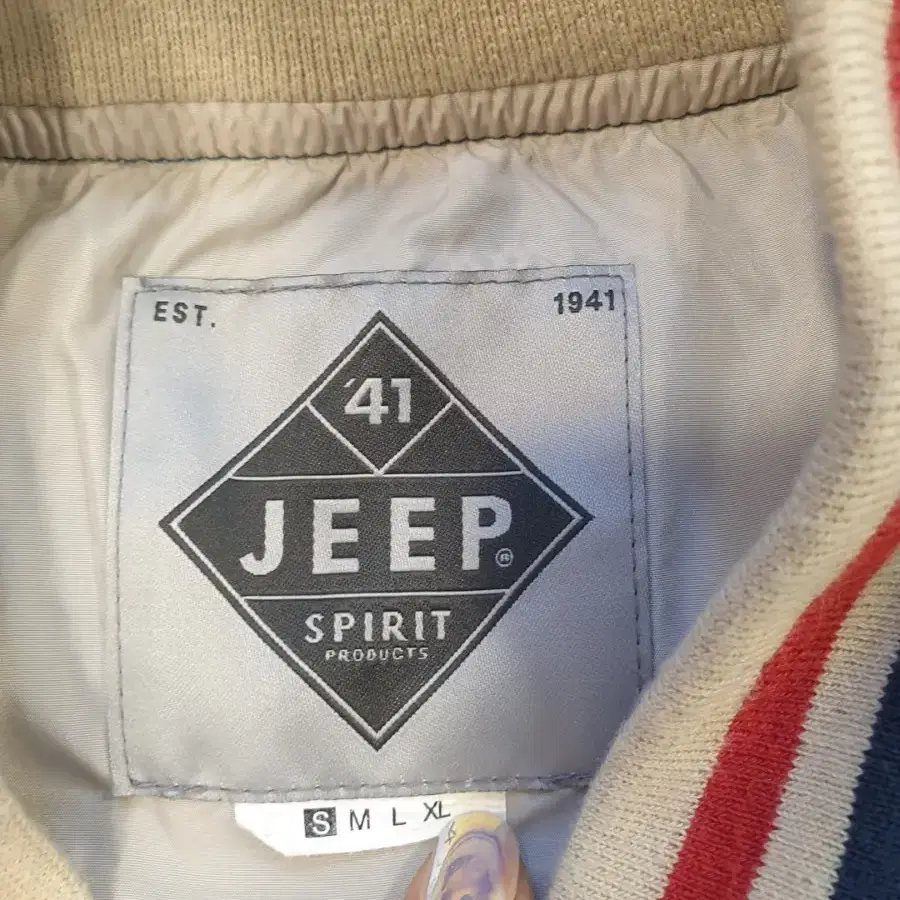 EST. 1941
'41
JEEP®
SPIRIT
PRODUCTS
S M L XL